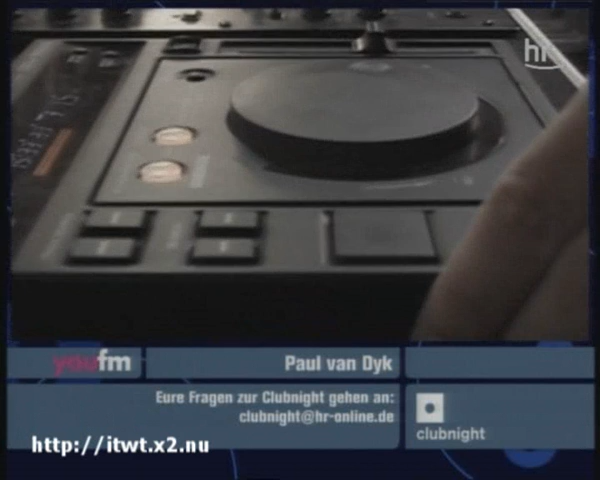 hr
youfm
Paul van Dyk
Eure Fragen zur Clubnight gehen an:
clubnight@hr-online.de
clubnight
http://itwt.x2.nu